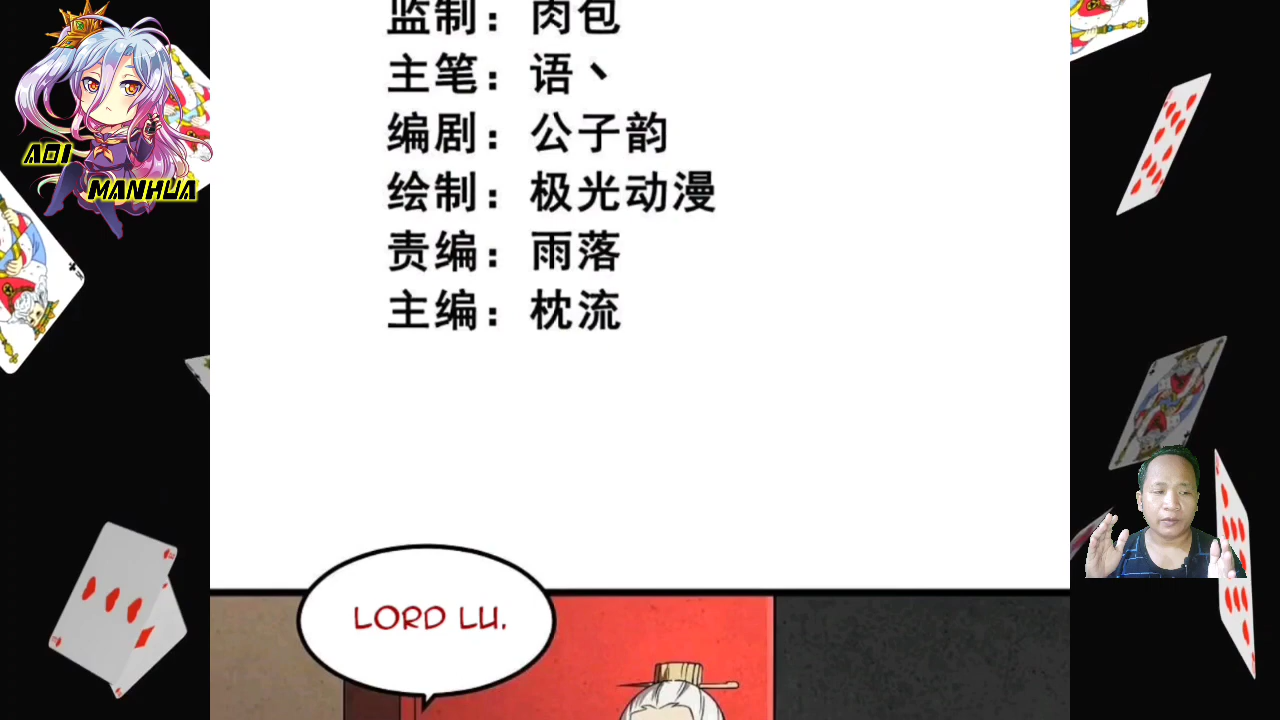 监制：肉包
主笔：语丶
编剧：公子韵
绘制：极光动漫
责编：雨落
主编：枕流
AOI
MANHUA
LORD LU.